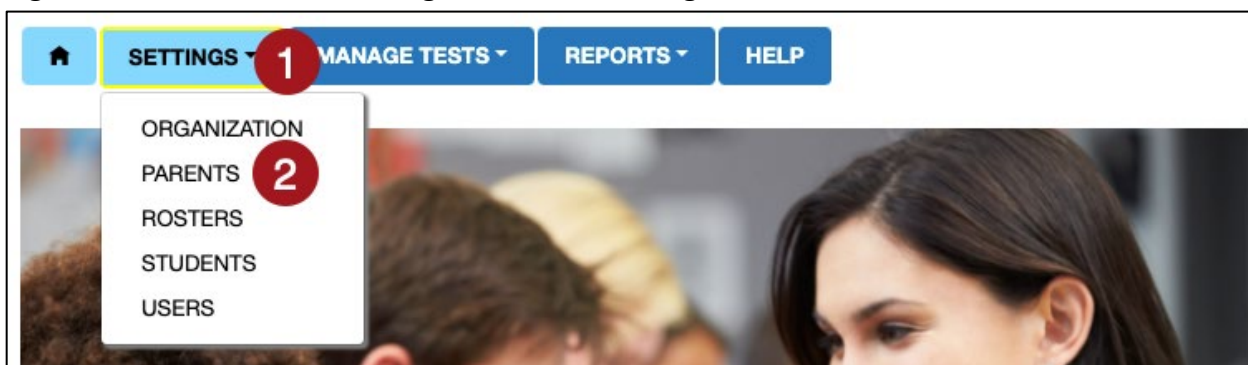 SETTINGS 1 MANAGE TESTS REPORTS HELP
ORGANIZATION
PARENTS 2
ROSTERS
STUDENTS
USERS